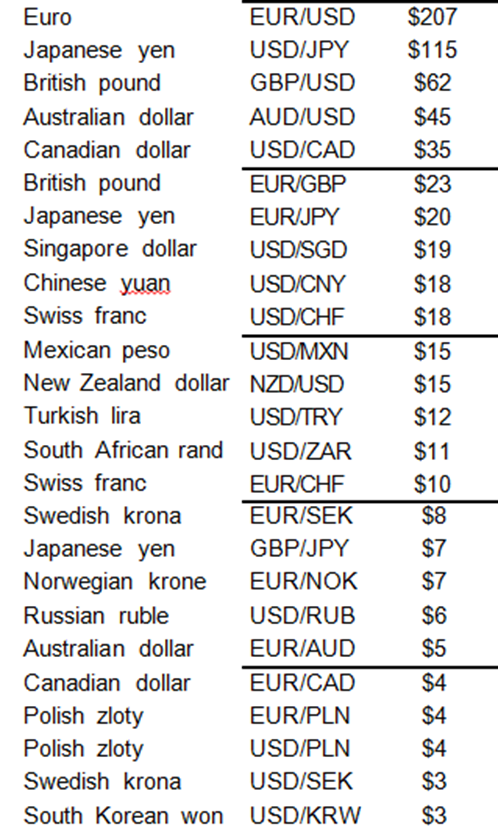 Euro EUR/USD $207
Japanese yen USD/JPY $115
British pound GBP/USD $62
Australian dollar AUD/USD $45
Canadian dollar USD/CAD $35
British pound EUR/GBP $23
Japanese yen EUR/JPY $20
Singapore dollar USD/SGD $19
Chinese yuan USD/CNY $18
Swiss franc USD/CHF $18
Mexican peso USD/MXN $15
New Zealand dollar NZD/USD $15
Turkish lira USD/TRY $12
South African rand USD/ZAR $11
Swiss franc EUR/CHF $10
Swedish krona EUR/SEK $8
Japanese yen GBP/JPY $7
Norwegian krone EUR/NOK $7
Russian ruble USD/RUB $6
Australian dollar EUR/AUD $5
Canadian dollar EUR/CAD $4
Polish zloty EUR/PLN $4
Polish zloty USD/PLN $4
Swedish krona USD/SEK $3
South Korean won USD/KRW $3